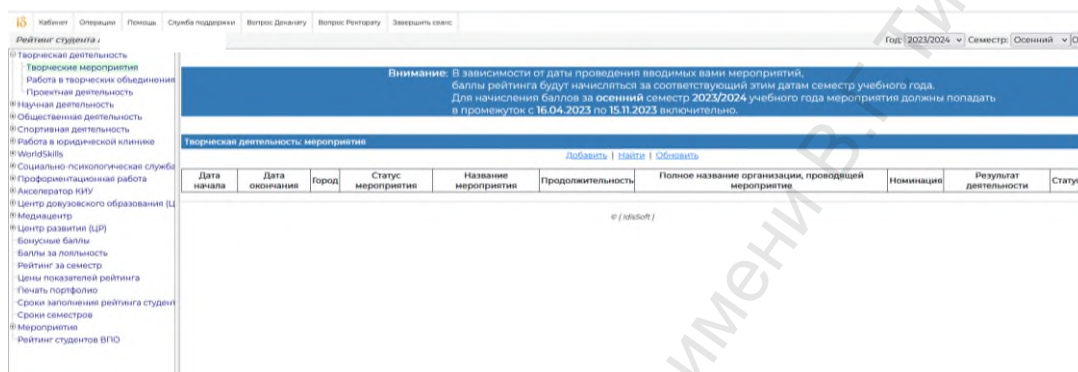 Кабинет Операции Помощь Служба поддержки Вопрос Деканату Вопрос Ректорату Завершить сеанс
Рейтинг студента
Год: 2023/2024 Семестр: Осенний
Творческая деятельность
Творческие мероприятия
Работа в творческих объединения
Проектная деятельность
Научная деятельность
Общественная деятельность
Спортивная деятельность
Работа в юридической клинике
WorldSkills
Социально-психологическая служба
Профориентационная работа
Акселератор КИУ
Центр довузовского образования (Ц
Медиацентр
Центр развития (ЦР)
Бонусные баллы
Баллы за лояльность
Рейтинг за семестр
Цены показателей рейтинга
Печать портфолио
Сроки заполнения рейтинга студент
Сроки семестров
Мероприятия
Рейтинг студентов ВПО
Внимание: В зависимости от даты проведения вводимых вами мероприятий,
баллы рейтинга будут начисляться за соответствующий этим датам семестр учебного года.
Для начисления баллов за осенний семестр 2023/2024 учебного года мероприятия должны попадать
в промежуток с 16.04.2023 по 15.11.2023 включительно.
Творческая деятельность: мероприятия
Добавить | Найти | Обновить
Дата начала
Дата окончания
Город
Статус мероприятия
Название мероприятия
Продолжительность
Полное название организации, проводящей мероприятие
Номинация
Результат деятельности
Статус
© { IdisSoft }
имени В.Г. Ти